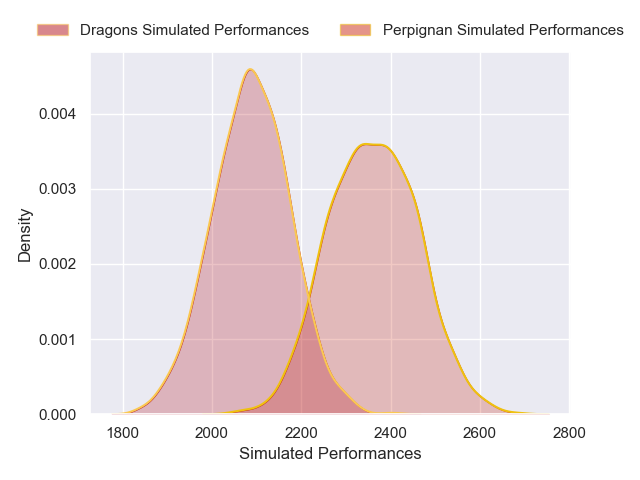 Dragons Simulated Performances Perpignan Simulated Performances
0.004
0.003
0.002
0.001
0.000
Density
1800 2000 2200 2400 2600 2800
Simulated Performances